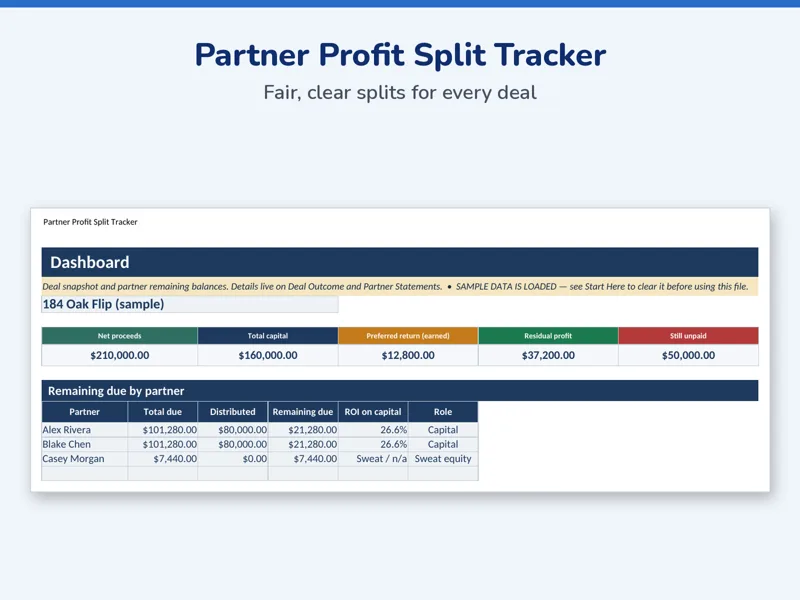 Partner Profit Split Tracker
Fair, clear splits for every deal
Partner Profit Split Tracker
Dashboard
Deal snapshot and partner remaining balances. Details live on Deal Outcome and Partner Statements. • SAMPLE DATA IS LOADED — see Start Here to clear it before using this file.
184 Oak Flip (sample)
Net proceeds Total capital Preferred return (earned) Residual profit Still unpaid
$210,000.00 $160,000.00 $12,800.00 $37,200.00 $50,000.00
Remaining due by partner
Partner Total due Distributed Remaining due ROI on capital Role
Alex Rivera $101,280.00 $80,000.00 $21,280.00 26.6% Capital
Blake Chen $101,280.00 $80,000.00 $21,280.00 26.6% Capital
Casey Morgan $7,440.00 $0.00 $7,440.00 Sweat / n/a Sweat equity